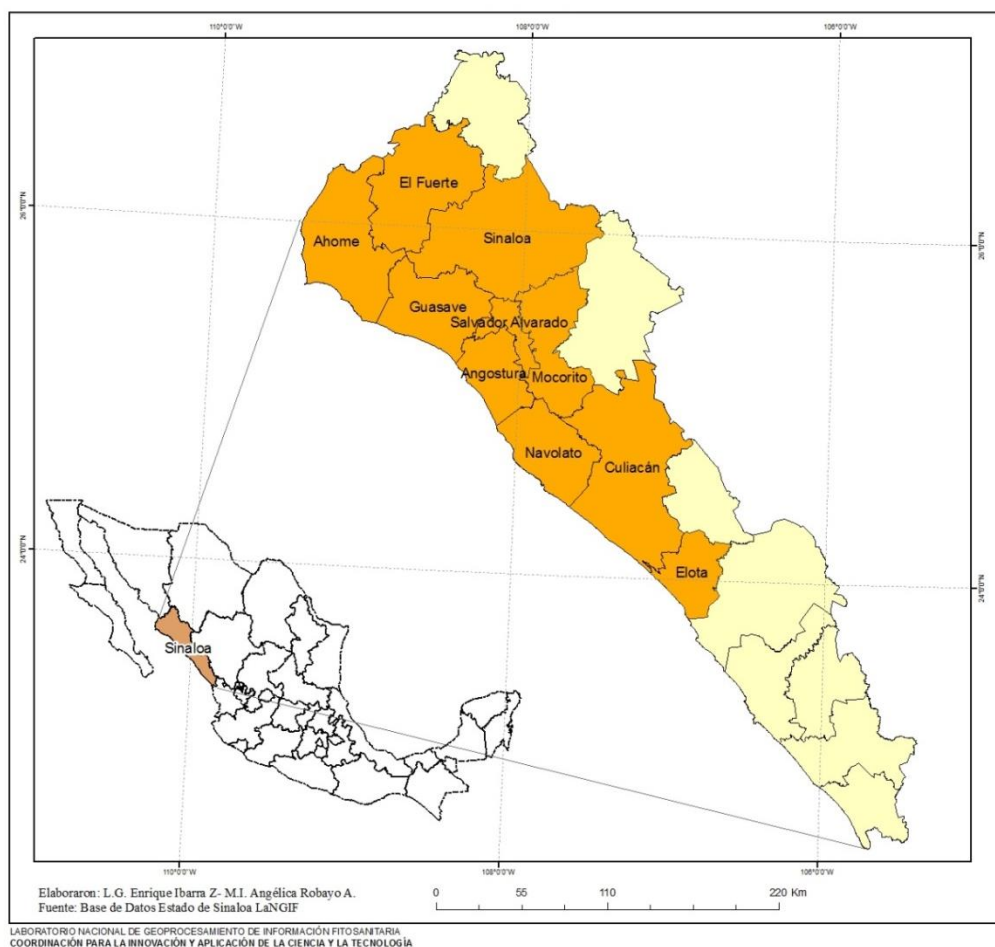 110°0'0"W
108°0'0"W
106°0'0"W
26°0'0"N
26°0'0"N
El Fuerte
Ahome
Sinaloa
Guasave
Salvador Alvarado
Angostura
Mocorito
Navolato
Culiacán
Elota
24°0'0"N
24°0'0"N
Sinaloa
110°0'0"W
108°0'0"W
106°0'0"W
Elaboraron: L.G. Enrique Ibarra Z- M.I. Angélica Robayo A.
Fuente: Base de Datos Estado de Sinaloa LaNGIF
0 55 110 220 Km
LABORATORIO NACIONAL DE GEOPROCESAMIENTO DE INFORMACIÓN FITOSANITARIA
COORDINACIÓN PARA LA INNOVACIÓN Y APLICACIÓN DE LA CIENCIA Y LA TECNOLOGÍA